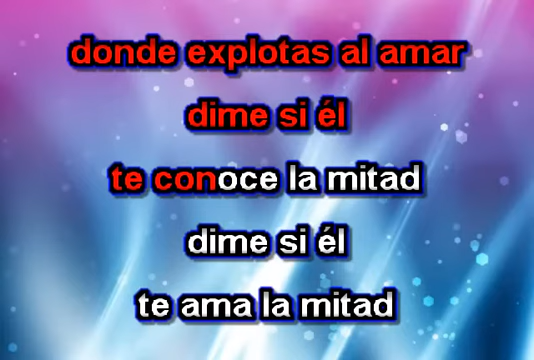 donde explotas al amar
dime si él
te conoce la mitad
dime si él
te ama la mitad